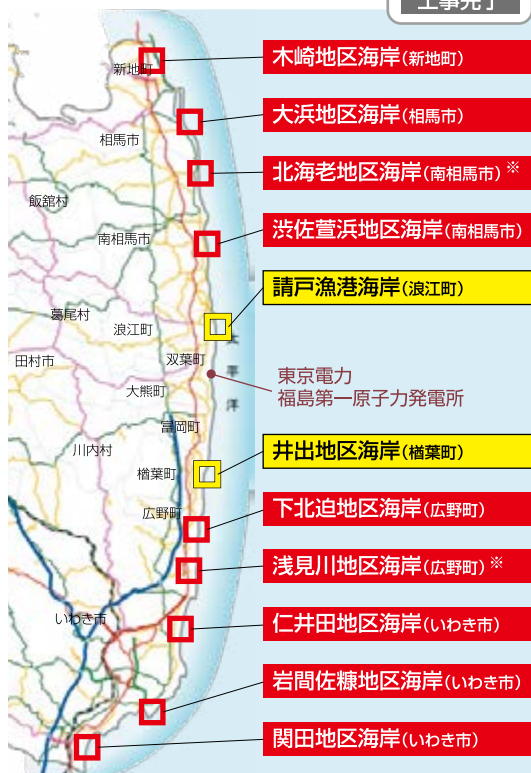 工事完了
木崎地区海岸(新地町)
新地町
大浜地区海岸(相馬市)
相馬市
北海老地区海岸(南相馬市)※
飯舘村
渋佐萱浜地区海岸(南相馬市)
南相馬市
請戸漁港海岸(浪江町)
葛尾村
浪江町
太平洋
双葉町
田村市
東京電力
福島第一原子力発電所
大熊町
富岡町
川内村
井出地区海岸(楢葉町)
楢葉町
下北迫地区海岸(広野町)
広野町
浅見川地区海岸(広野町)※
いわき市
仁井田地区海岸(いわき市)
岩間佐糠地区海岸(いわき市)
関田地区海岸(いわき市)